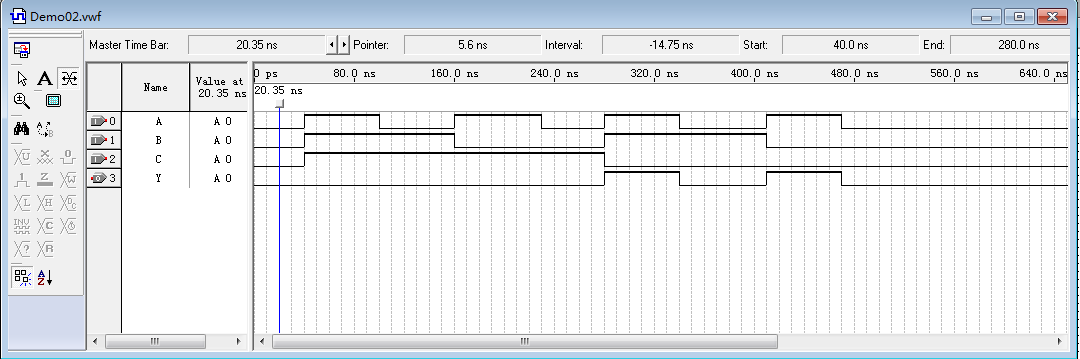 Demo02.vwf
Master Time Bar: 20.35 ns Pointer: 5.6 ns Interval: -14.75 ns Start: 40.0 ns End: 280.0 ns
Name Value at 20.35 ns
0 ps 80.0 ns 160.0 ns 240.0 ns 320.0 ns 400.0 ns 480.0 ns 560.0 ns 640.0 ns
20.35 ns
0 A A 0
1 B A 0
2 C A 0
3 Y A 0